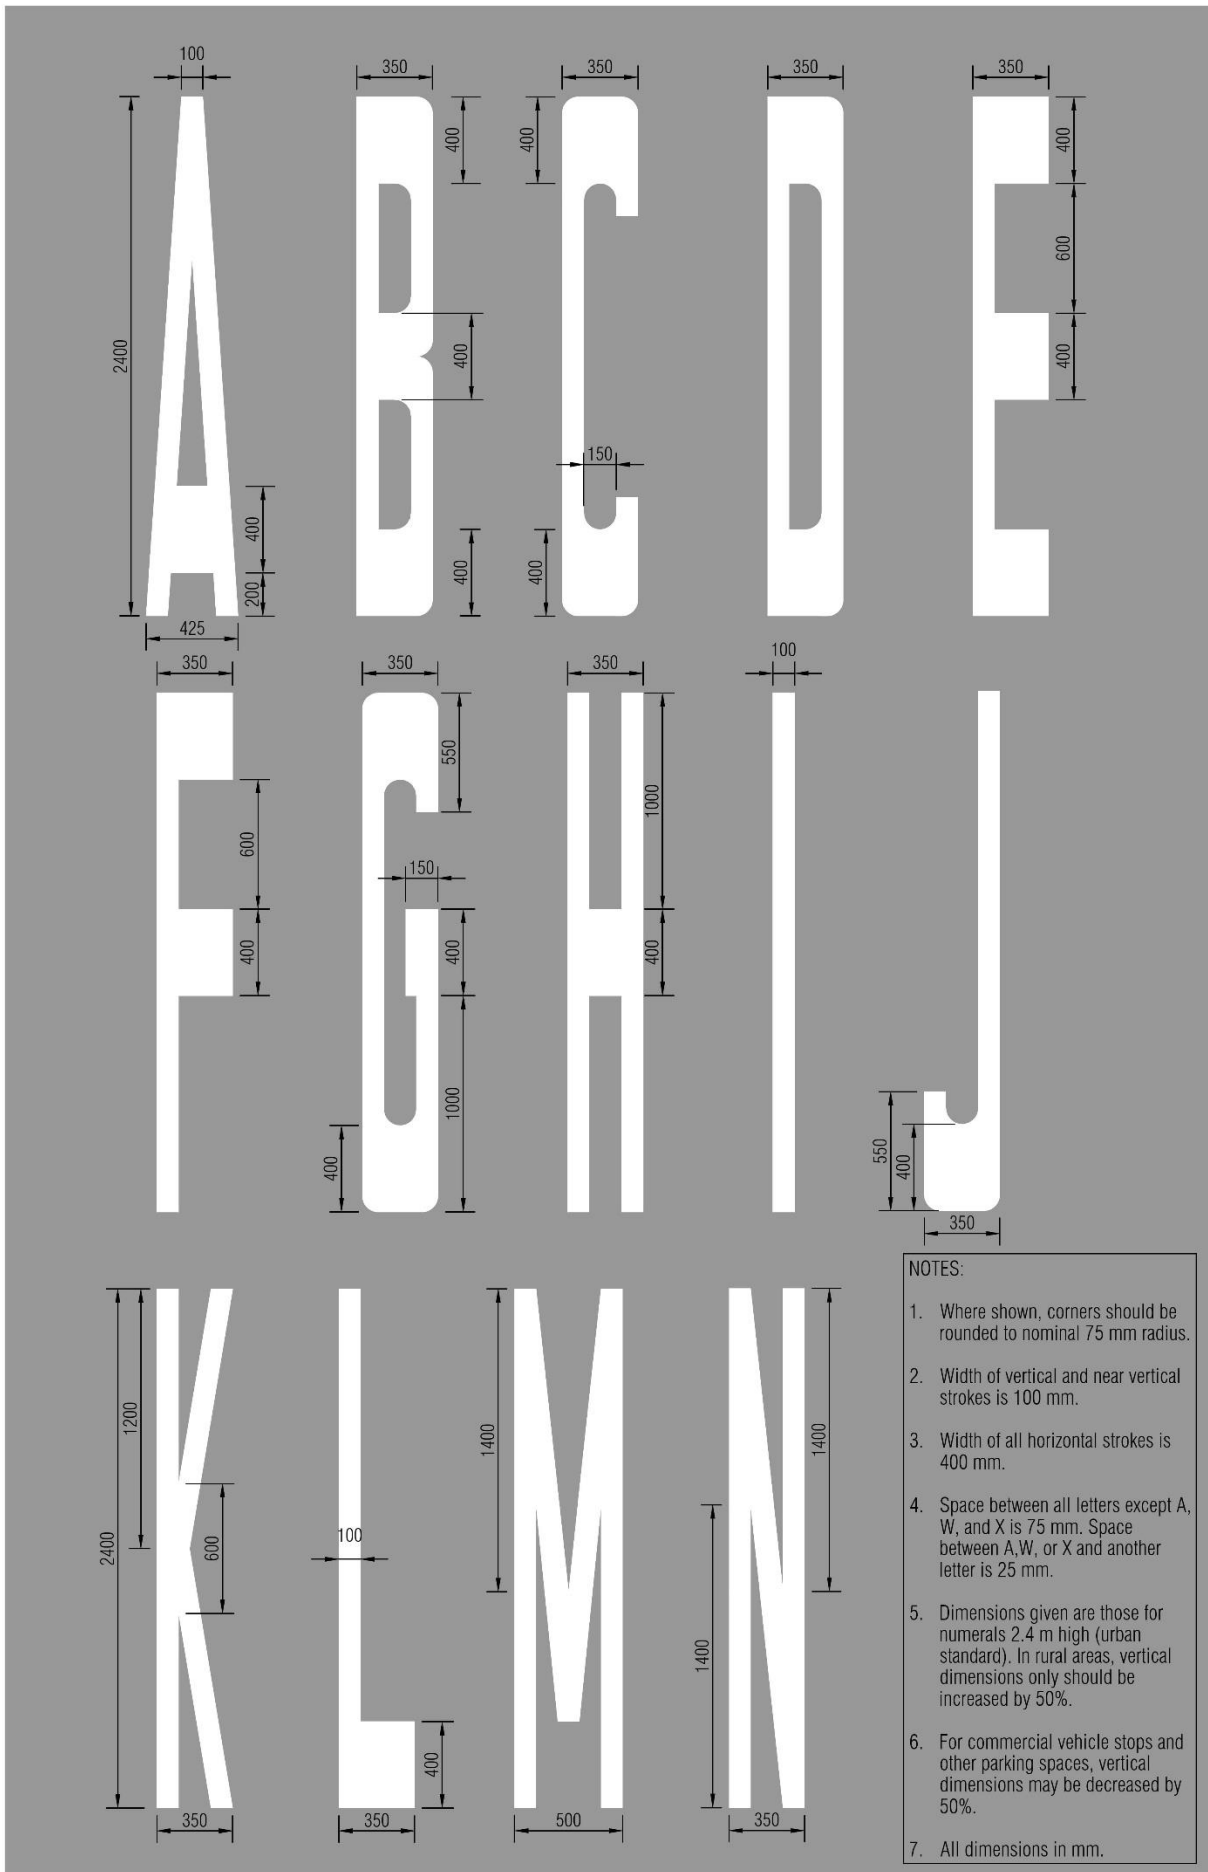 100
350
350
350
350
400
400
400
2400
600
400
400
150
400
200
400
400
425
350
350
350
100
550
1000
600
150
400
400
400
1000
400
550
400
350
1200
2400
600
1400
1400
1400
100
400
350
350
500
350
NOTES:
1. Where shown, corners should be
rounded to nominal 75 mm radius.
2. Width of vertical and near vertical
strokes is 100 mm.
3. Width of all horizontal strokes is
400 mm.
4. Space between all letters except A,
W, and X is 75 mm. Space
between A,W, or X and another
letter is 25 mm.
5. Dimensions given are those for
numerals 2.4 m high (urban
standard). In rural areas, vertical
dimensions only should be
increased by 50%.
6. For commercial vehicle stops and
other parking spaces, vertical
dimensions may be decreased by
50%.
7. All dimensions in mm.
A B C D E
F G H I J
K L M N